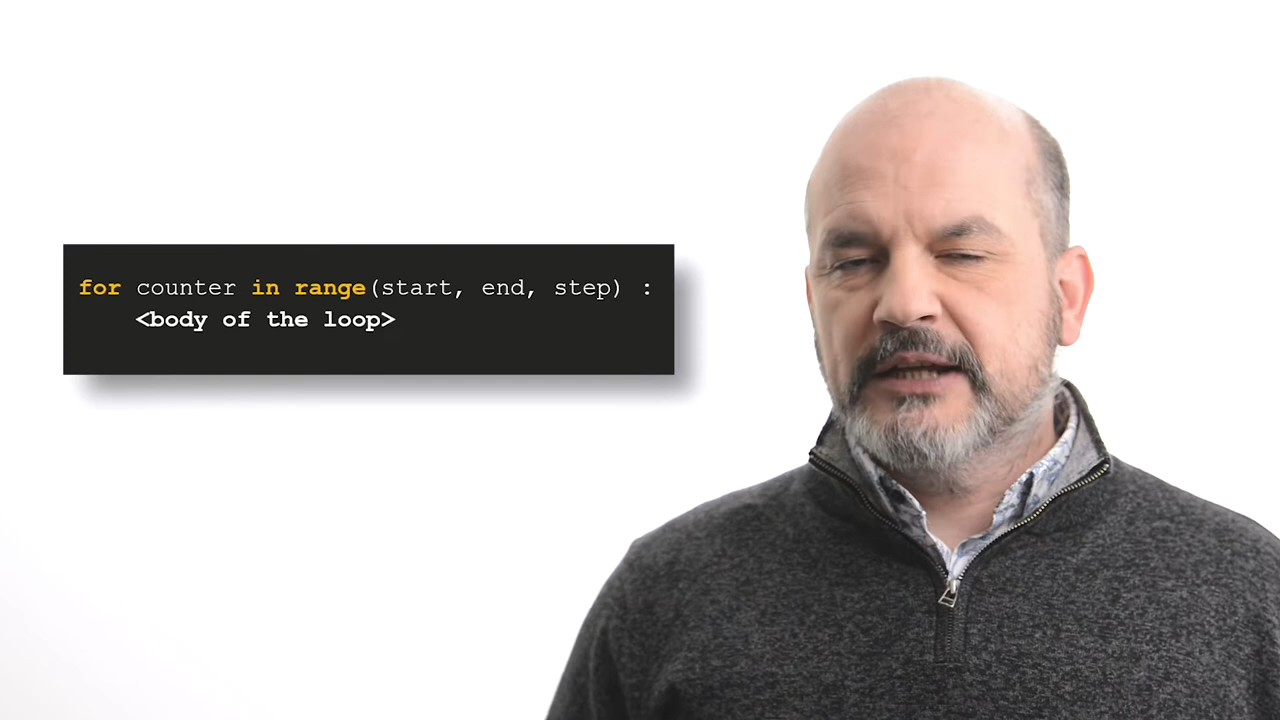 for counter in range(start, end, step) :
<body of the loop>